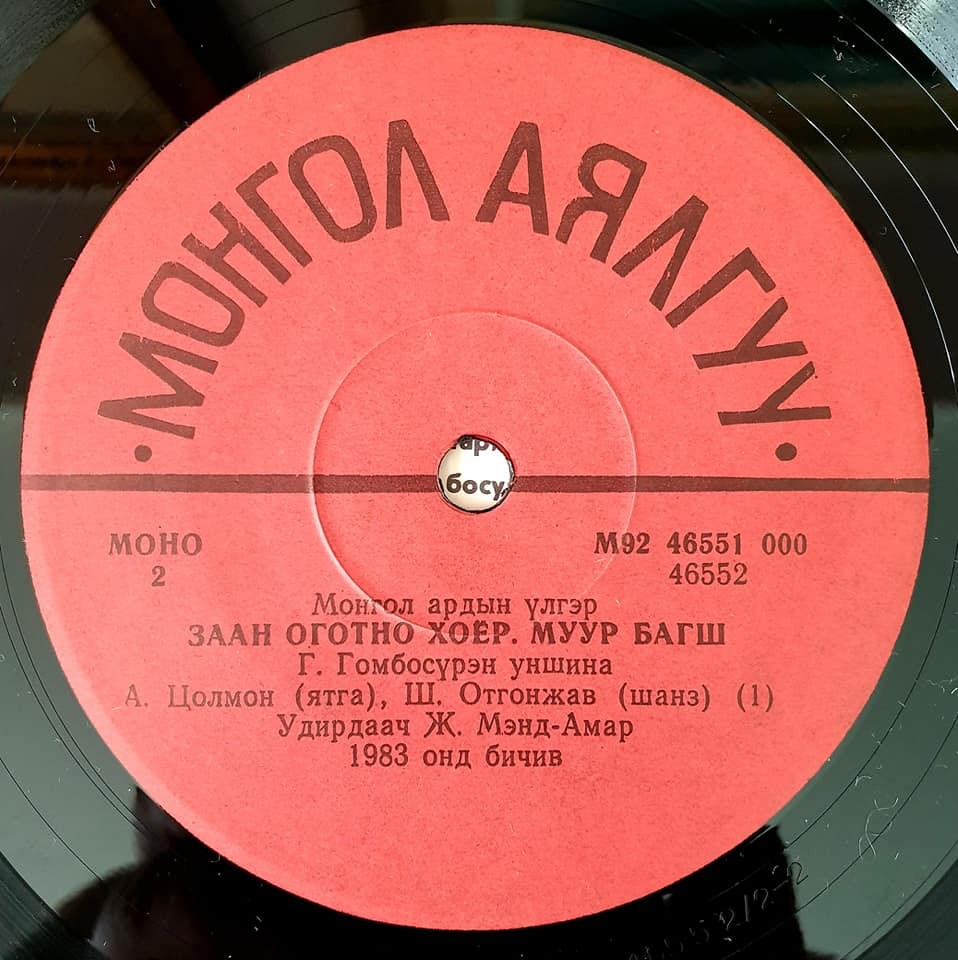 • МОНГОЛ АЯЛГУУ •
МОНО
2
М92 46551 000
46552
Монгол ардын үлгэр
ЗААН ОГОТНО ХОЁР. МУУР БАГШ
Г. Гомбосүрэн уншина
А. Цолмон (ятга), Ш. Отгонжав (шанз) (1)
Удирдаач Ж. Мэнд-Амар
1983 онд бичив
босу